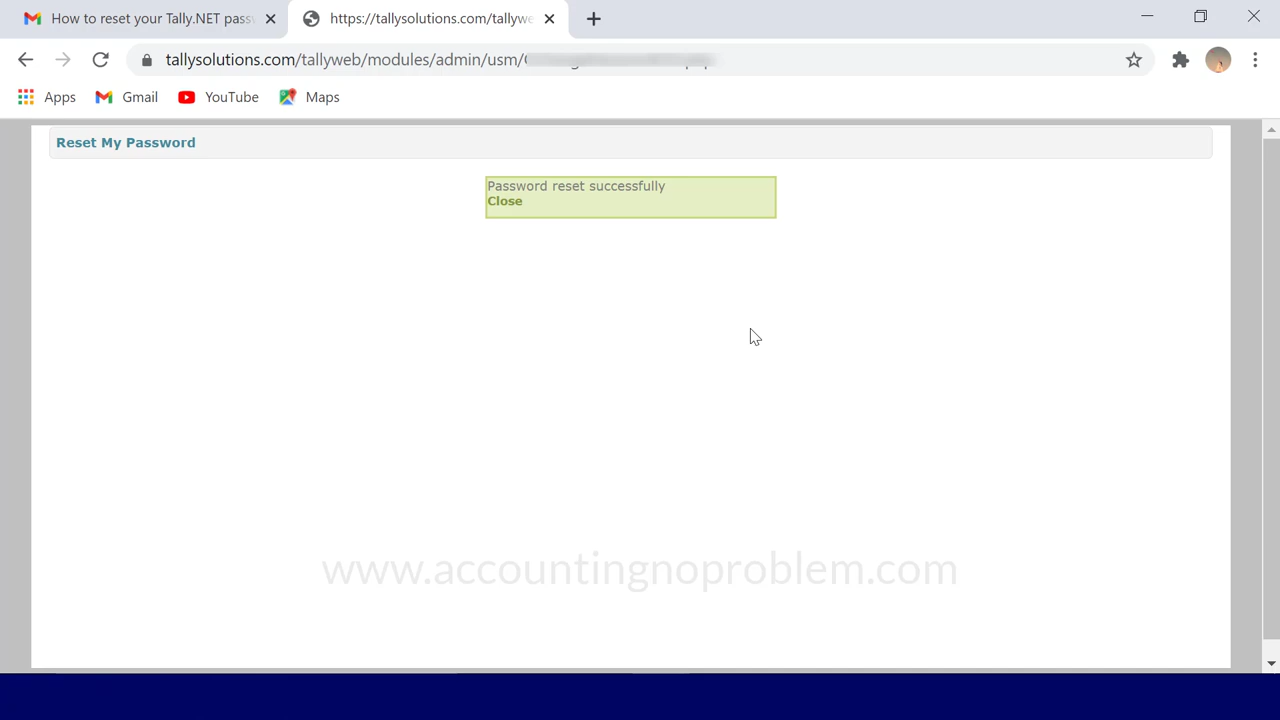 How to reset your Tally.NET pass
https://tallysolutions.com/tallywe
tallysolutions.com/tallyweb/modules/admin/usm/
Apps Gmail YouTube Maps
Reset My Password
Password reset successfully
Close
www.accountingnoproblem.com